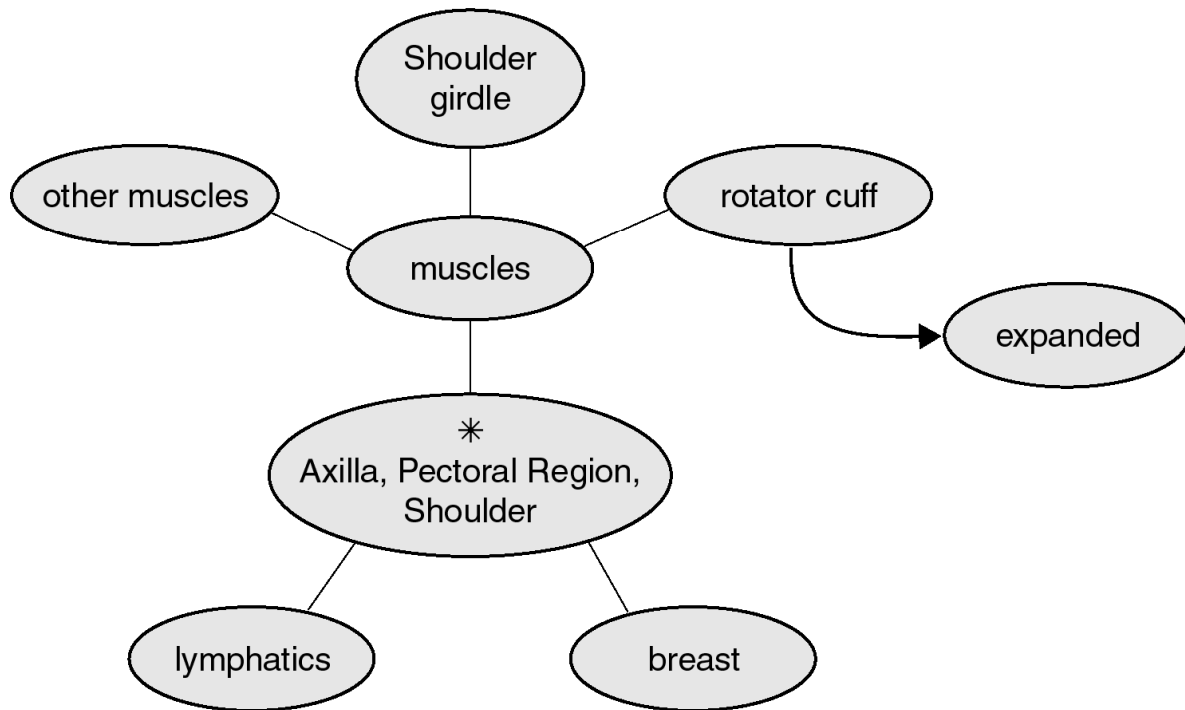 Shoulder
girdle
other muscles
rotator cuff
muscles
expanded
*
Axilla, Pectoral Region,
Shoulder
lymphatics
breast